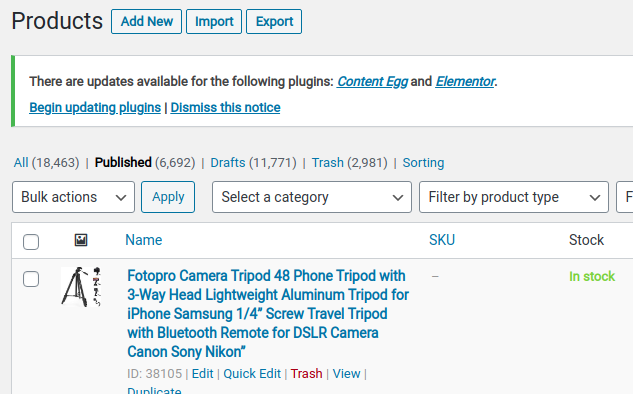 Products Add New Import Export
There are updates available for the following plugins: Content Egg and Elementor.
Begin updating plugins | Dismiss this notice
All (18,463) | Published (6,692) | Drafts (11,771) | Trash (2,981) | Sorting
Bulk actions Apply Select a category Filter by product type F
Name SKU Stock
Fotopro Camera Tripod 48 Phone Tripod with – In stock
3-Way Head Lightweight Aluminum Tripod for
iPhone Samsung 1/4” Screw Travel Tripod
with Bluetooth Remote for DSLR Camera
Canon Sony Nikon”
ID: 38105 | Edit | Quick Edit | Trash | View |
Duplicate